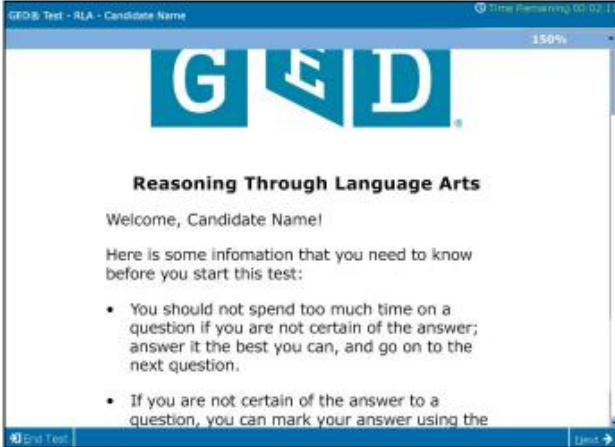 GED® Test - RLA - Candidate Name
Time Remaining 00:02:1
150%
GED
Reasoning Through Language Arts
Welcome, Candidate Name!
Here is some infomation that you need to know
before you start this test:
• You should not spend too much time on a
question if you are not certain of the answer;
answer it the best you can, and go on to the
next question.
• If you are not certain of the answer to a
question, you can mark your answer using the
End Test
Next